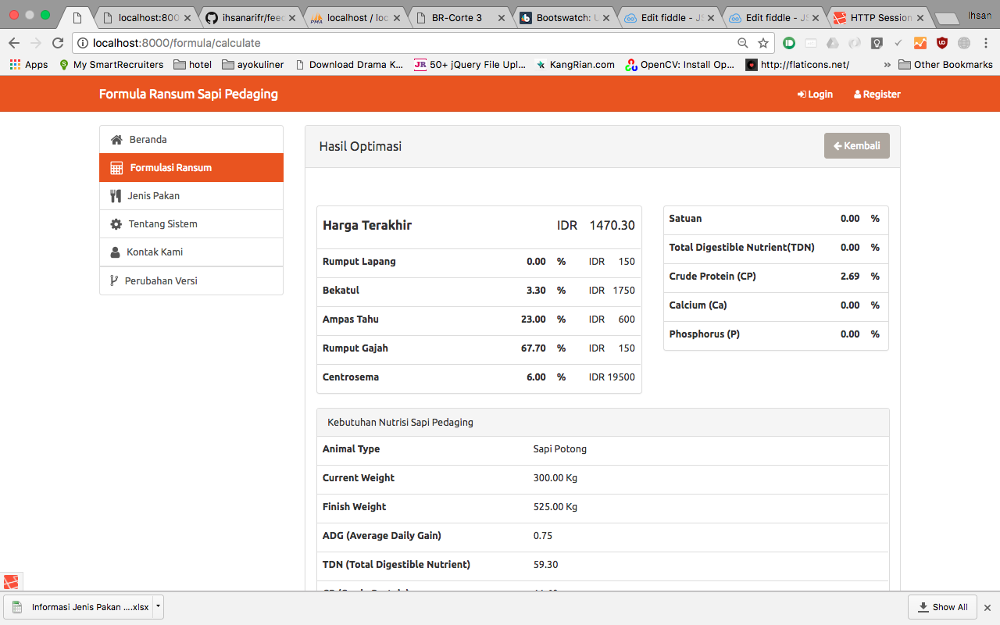 localhost:800
ihsanarifr/feed
localhost / loc
BR-Corte 3
Bootswatch: U
Edit fiddle - JS
Edit fiddle - JS
HTTP Session
Ihsan
localhost:8000/formula/calculate
Apps
My SmartRecruiters
hotel
ayokuliner
Download Drama K...
JR 50+ jQuery File Upl...
KangRian.com
OpenCV: Install Op...
http://flaticons.net/
»
Other Bookmarks
Formula Ransum Sapi Pedaging
Login
Register
Beranda
Formulasi Ransum
Jenis Pakan
Tentang Sistem
Kontak Kami
Perubahan Versi
Hasil Optimasi
Kembali
Harga Terakhir IDR 1470.30
Rumput Lapang 0.00 % IDR 150
Bekatul 3.30 % IDR 1750
Ampas Tahu 23.00 % IDR 600
Rumput Gajah 67.70 % IDR 150
Centrosema 6.00 % IDR 19500
Satuan 0.00 %
Total Digestible Nutrient(TDN) 0.00 %
Crude Protein (CP) 2.69 %
Calcium (Ca) 0.00 %
Phosphorus (P) 0.00 %
Kebutuhan Nutrisi Sapi Pedaging
Animal Type Sapi Potong
Current Weight 300.00 Kg
Finish Weight 525.00 Kg
ADG (Average Daily Gain) 0.75
TDN (Total Digestible Nutrient) 59.30
Informasi Jenis Pakan ....xlsx
Show All